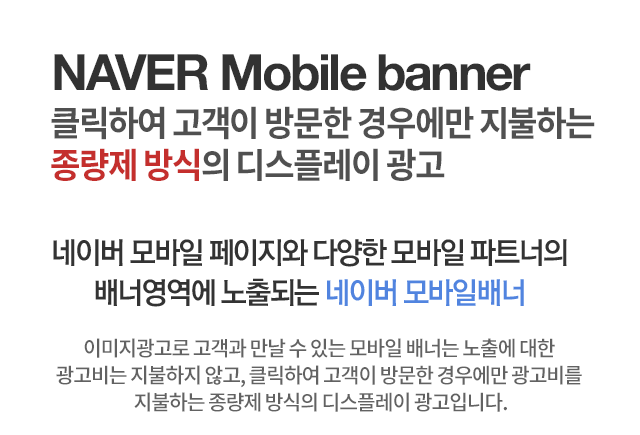 NAVER Mobile banner
클릭하여 고객이 방문한 경우에만 지불하는
종량제 방식의 디스플레이 광고
네이버 모바일 페이지와 다양한 모바일 파트너의
배너영역에 노출되는 네이버 모바일배너
이미지광고로 고객과 만날 수 있는 모바일 배너는 노출에 대한
광고비는 지불하지 않고, 클릭하여 고객이 방문한 경우에만 광고비를
지불하는 종량제 방식의 디스플레이 광고입니다.